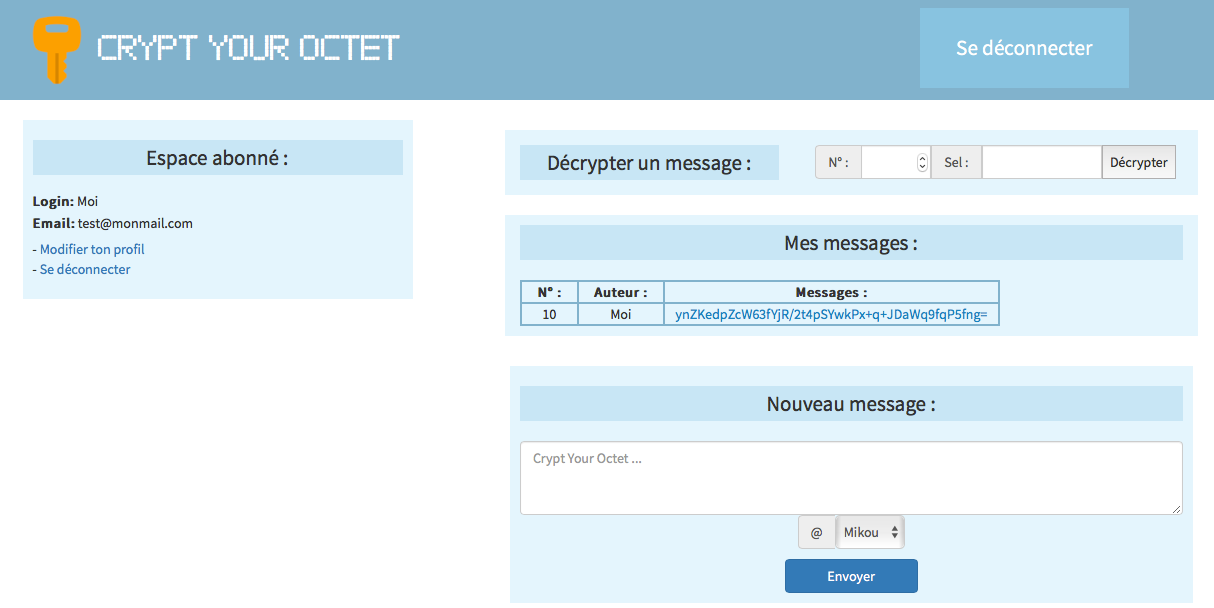 CRYPT YOUR OCTET
Se déconnecter
Espace abonné :
Login: Moi
Email: test@monmail.com
- Modifier ton profil
- Se déconnecter
Décrypter un message :
N° :
Sel :
Décrypter
Mes messages :
N° : Auteur : Messages :
10 Moi ynZKedpZcW63fYjR/2t4pSYwkPx+q+JDaWq9fqP5fng=
Nouveau message :
Crypt Your Octet ...
@ Mikou
Envoyer